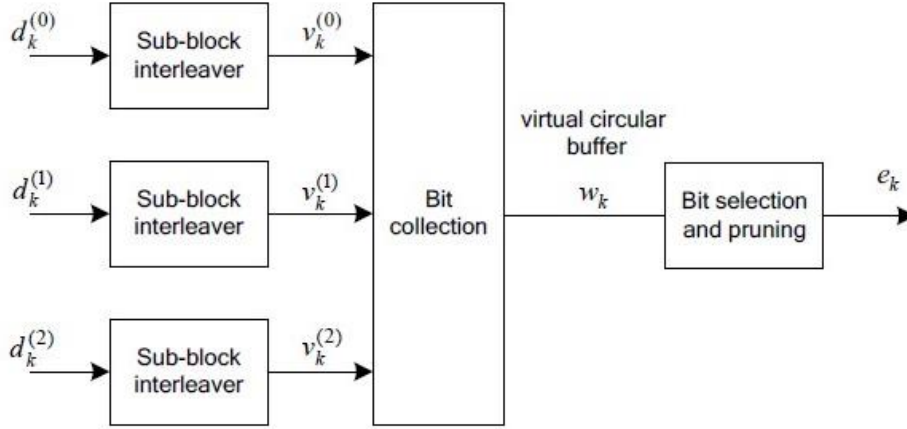 d_k^{(0)}
Sub-block
interleaver
v_k^{(0)}
d_k^{(1)}
Sub-block
interleaver
v_k^{(1)}
d_k^{(2)}
Sub-block
interleaver
v_k^{(2)}
Bit
collection
virtual circular
buffer
w_k
Bit selection
and pruning
e_k